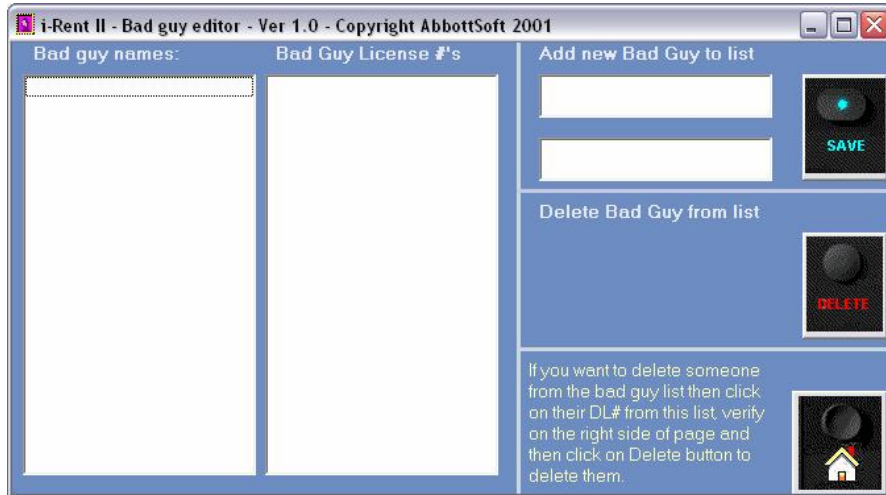 i-Rent II - Bad guy editor - Ver 1.0 - Copyright AbbottSoft 2001
Bad guy names:
Bad Guy License #'s
Add new Bad Guy to list
SAVE
Delete Bad Guy from list
DELETE
If you want to delete someone
from the bad guy list then click
on their DL# from this list, verify
on the right side of page and
then click on Delete button to
delete them.